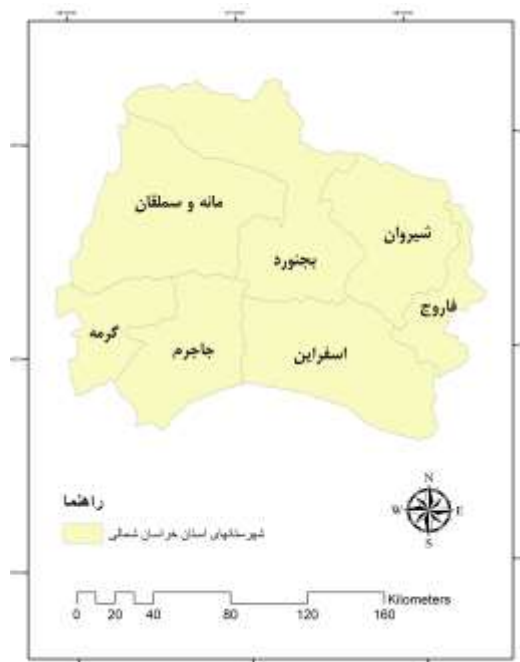 مانه و سملقان
شیروان
بجنورد
فاروج
گرمه
جاجرم
اسفراین
راهنما
شهرستانهای استان خراسان شمالی
N
W E
S
Kilometers
0 20 40 80 120 160